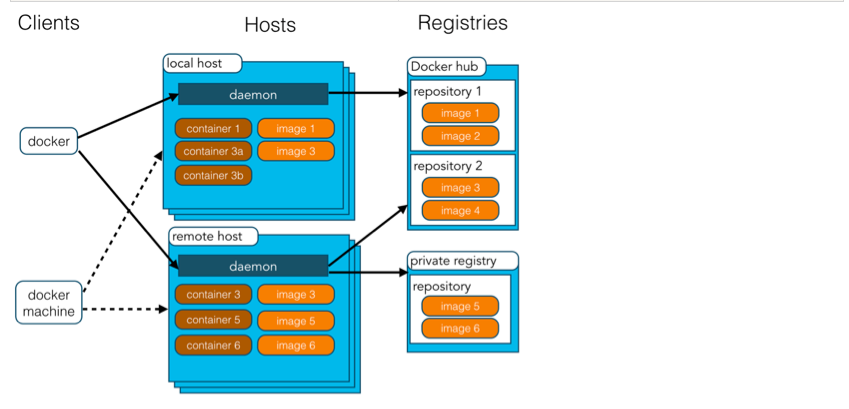 Clients
Hosts
Registries
local host
daemon
container 1
image 1
container 3a
image 3
container 3b
remote host
daemon
container 3
image 3
container 5
image 5
container 6
image 6
docker
docker
machine
Docker hub
repository 1
image 1
image 2
repository 2
image 3
image 4
private registry
repository
image 5
image 6